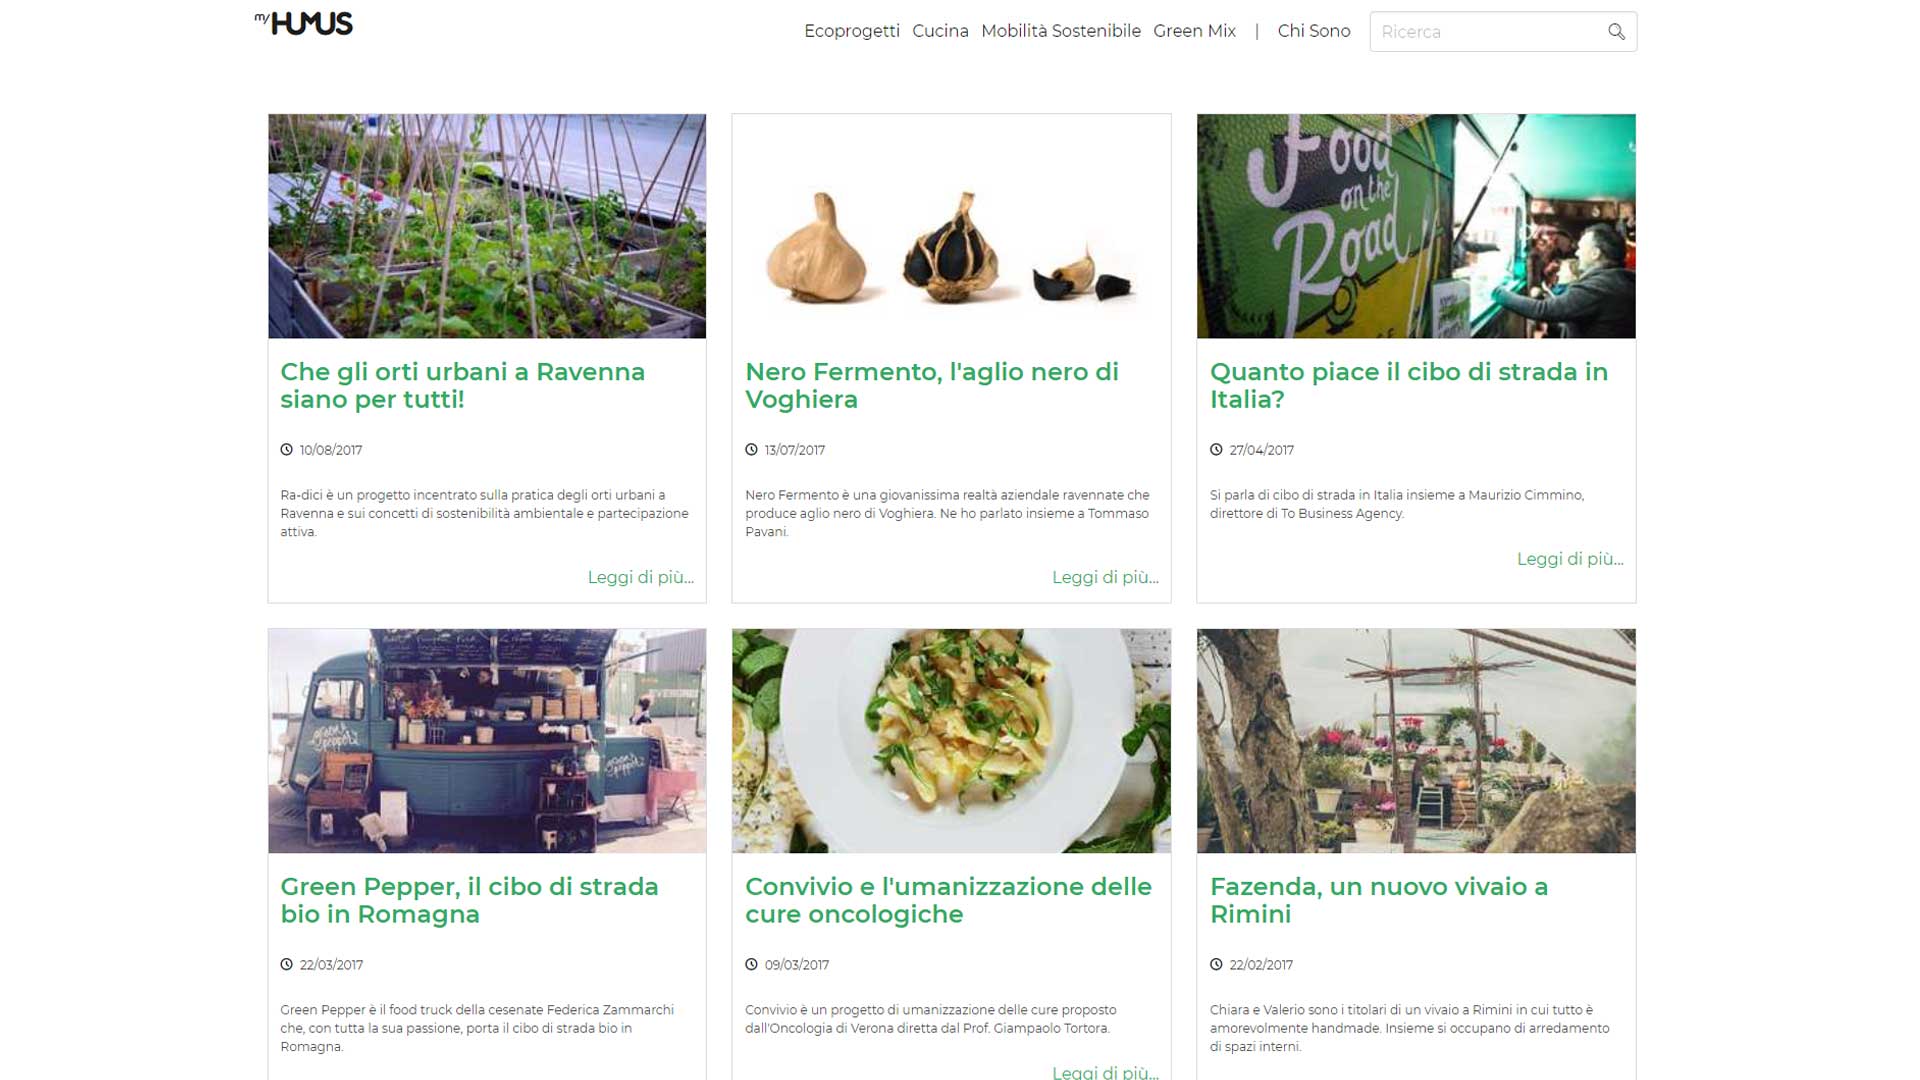 my HUMUS
Ecoprogetti Cucina Mobilità Sostenibile Green Mix | Chi Sono Ricerca
Food
on the
Road
Che gli orti urbani a Ravenna
siano per tutti!
10/08/2017
Ra-dici è un progetto incentrato sulla pratica degli orti urbani a
Ravenna e sui concetti di sostenibilità ambientale e partecipazione
attiva.
Leggi di più...
Nero Fermento, l'aglio nero di
Voghiera
13/07/2017
Nero Fermento è una giovanissima realtà aziendale ravennate che
produce aglio nero di Voghiera. Ne ho parlato insieme a Tommaso
Pavani.
Leggi di più...
Quanto piace il cibo di strada in
Italia?
27/04/2017
Si parla di cibo di strada in Italia insieme a Maurizio Cimmino,
direttore di To Business Agency.
Leggi di più...
green
pepper
green
pepper
Green Pepper, il cibo di strada
bio in Romagna
22/03/2017
Green Pepper è il food truck della cesenate Federica Zammarchi
che, con tutta la sua passione, porta il cibo di strada bio in
Romagna.
Convivio e l'umanizzazione delle
cure oncologiche
09/03/2017
Convivio è un progetto di umanizzazione delle cure proposto
dall'Oncologia di Verona diretta dal Prof. Giampaolo Tortora.
Leggi di più...
Fazenda, un nuovo vivaio a
Rimini
22/02/2017
Chiara e Valerio sono i titolari di un vivaio a Rimini in cui tutto è
amorevolmente handmade. Insieme si occupano di arredamento
di spazi interni.